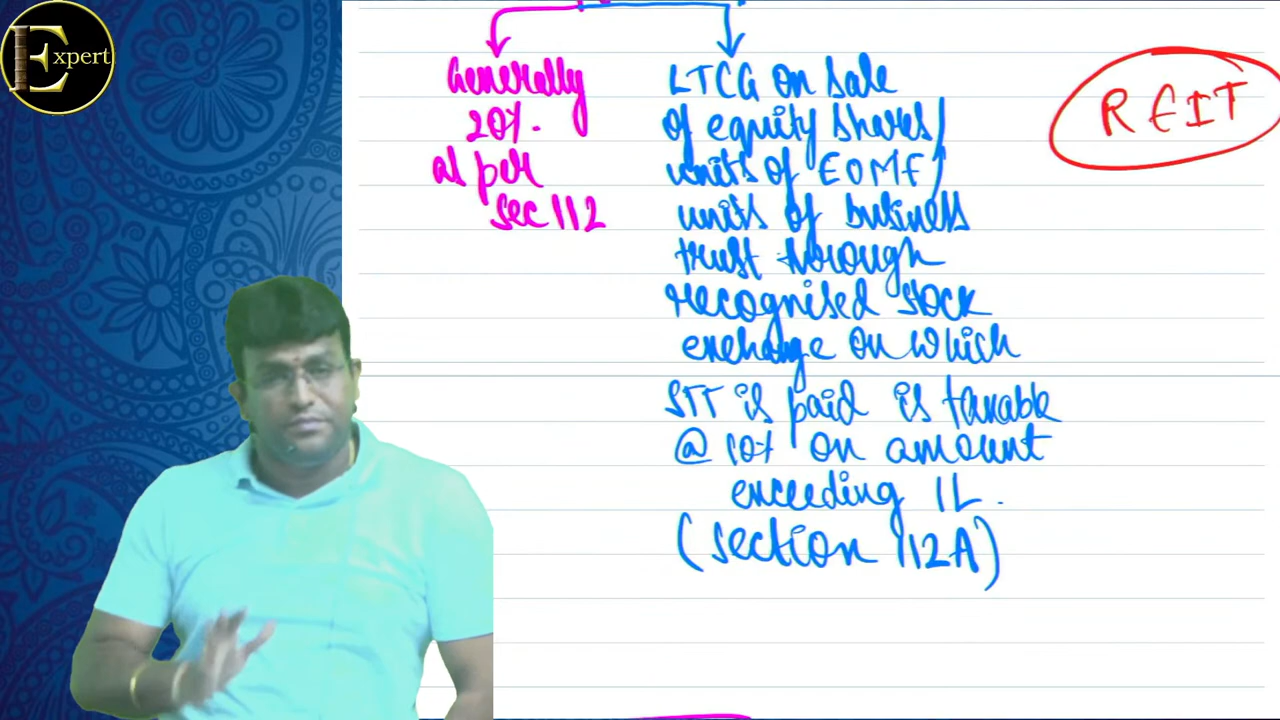 Expert
Generally
20%.
as per
sec 112
LTCG on sale
of equity shares/
units of EOMF/
units of business
trust through
recognised stock
exchange on which
STT is paid is taxable
@ 10% on amount
exceeding 1L.
(section 112A)
REIT